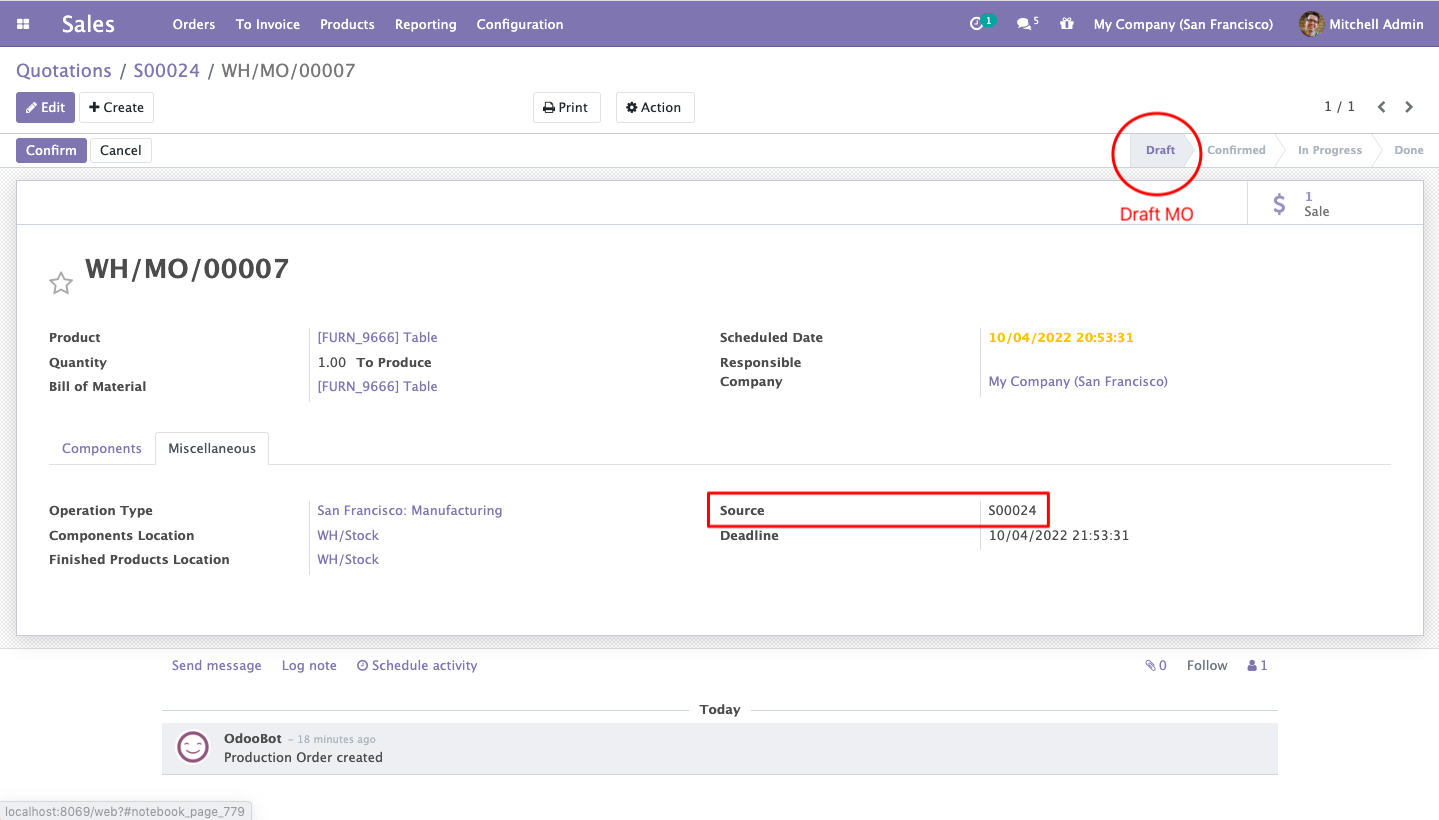 Sales Orders To Invoice Products Reporting Configuration 1 5 My Company (San Francisco) Mitchell Admin
Quotations / S00024 / WH/MO/00007
Edit Create Print Action 1 / 1
Confirm Cancel Draft Confirmed In Progress Done
Draft MO
1
Sale
WH/MO/00007
Product [FURN_9666] Table Scheduled Date 10/04/2022 20:53:31
Quantity 1.00 To Produce Responsible
Bill of Material [FURN_9666] Table Company My Company (San Francisco)
Components Miscellaneous
Operation Type San Francisco: Manufacturing Source S00024
Components Location WH/Stock Deadline 10/04/2022 21:53:31
Finished Products Location WH/Stock
Send message Log note Schedule activity 0 Follow 1
Today
OdooBot - 18 minutes ago
Production Order created
localhost:8069/web?#notebook_page_779